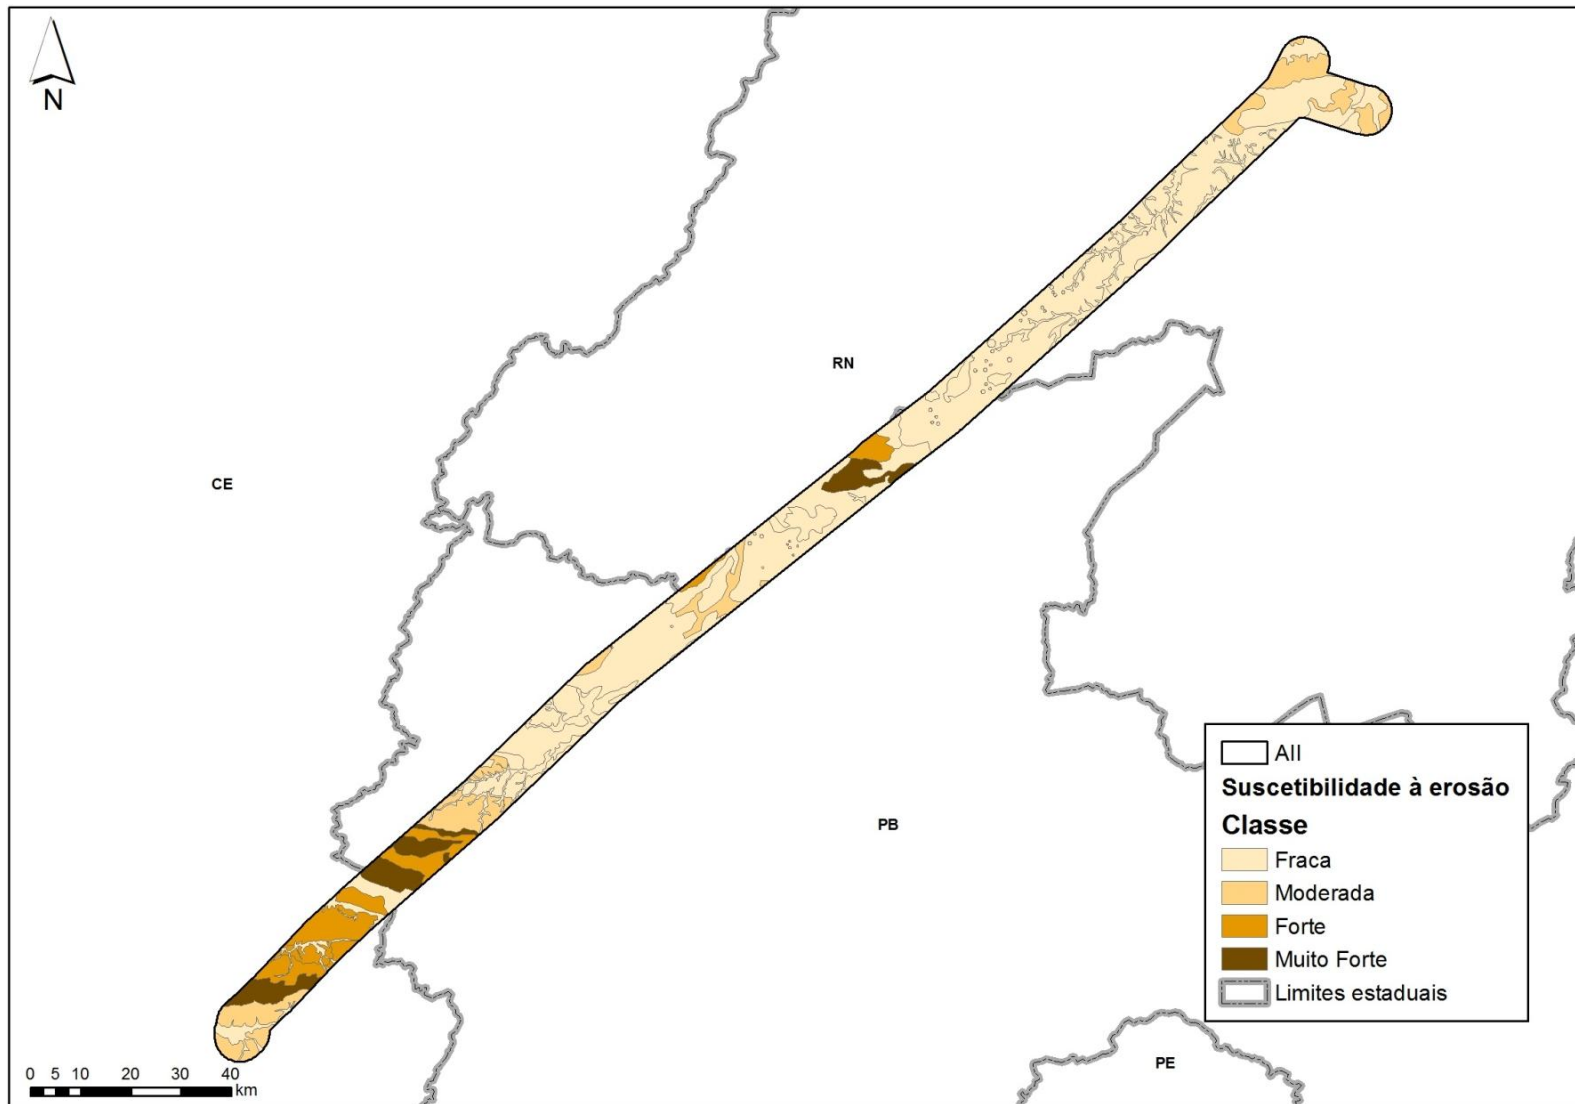 N
RN
CE
PB
PE
AII
Suscetibilidade à erosão
Classe
Fraca
Moderada
Forte
Muito Forte
Limites estaduais
0 5 10 20 30 40
km